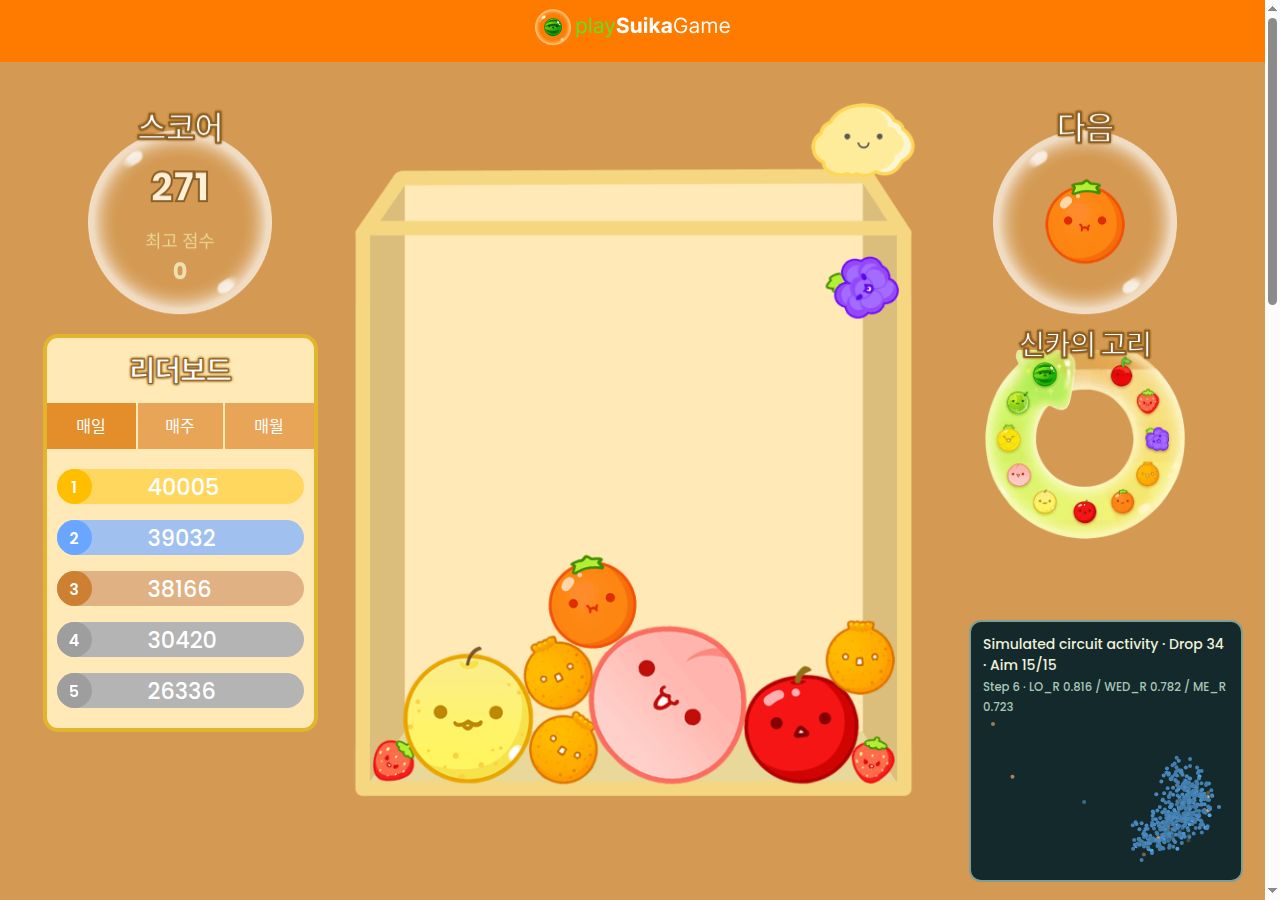 playSuikaGame
스코어
271
최고 점수
0
리더보드
매일 매주 매월
1 40005
2 39032
3 38166
4 30420
5 26336
다음
신카의 고리
Simulated circuit activity · Drop 34
· Aim 15/15
Step 6 · LO_R 0.816 / WED_R 0.782 / ME_R
0.723